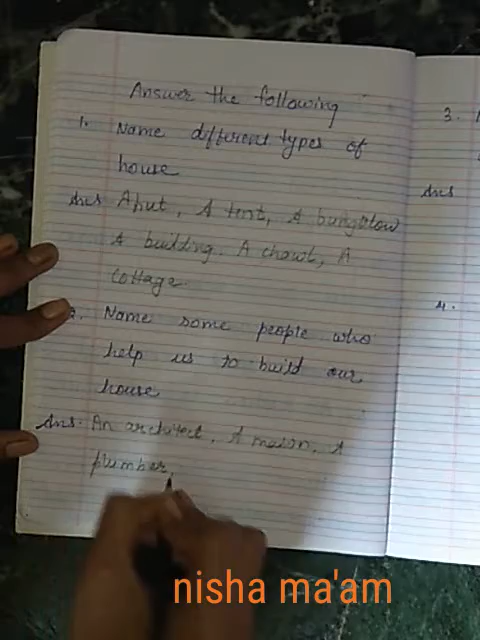 Answer the following
1. Name different types of
house
Ans A hut, A tent, A bungalow
A building. A chawl, A
Cottage.
2. Name some people who
help us to build our
house
Ans. An architect, A mason, A
plumber,
3.
Ans
4.
nisha ma'am